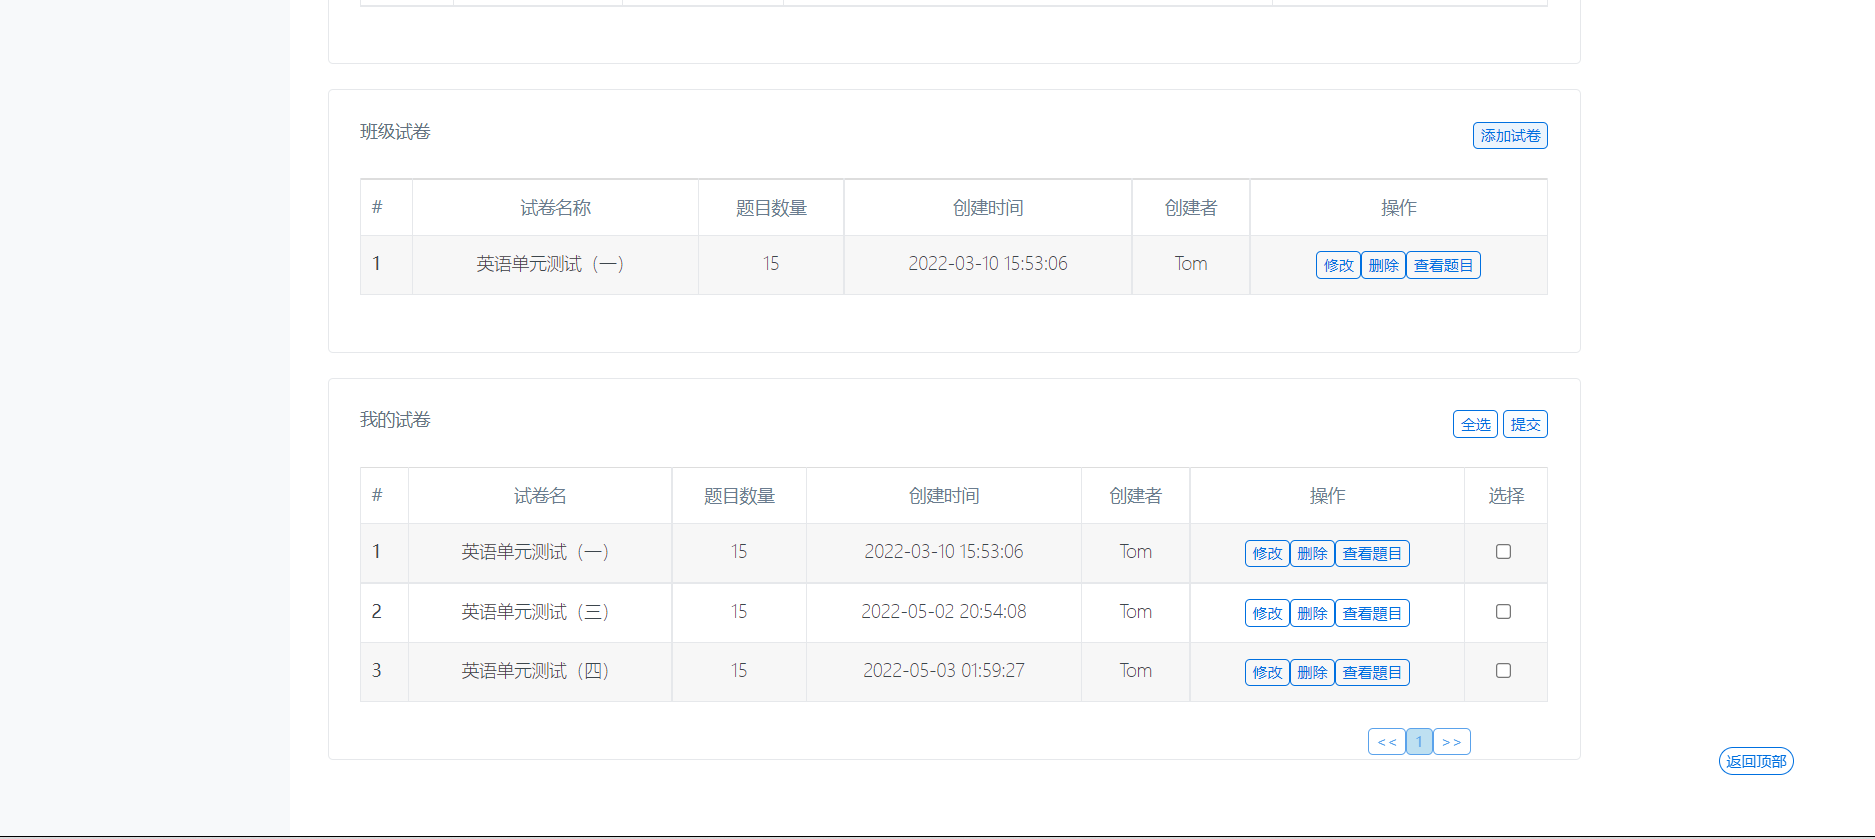 班级试卷
添加试卷
# 试卷名称 题目数量 创建时间 创建者 操作
1 英语单元测试（一） 15 2022-03-10 15:53:06 Tom 修改 删除 查看题目
我的试卷
全选 提交
# 试卷名 题目数量 创建时间 创建者 操作 选择
1 英语单元测试（一） 15 2022-03-10 15:53:06 Tom 修改 删除 查看题目
2 英语单元测试（三） 15 2022-05-02 20:54:08 Tom 修改 删除 查看题目
3 英语单元测试（四） 15 2022-05-03 01:59:27 Tom 修改 删除 查看题目
<< 1 >>
返回顶部